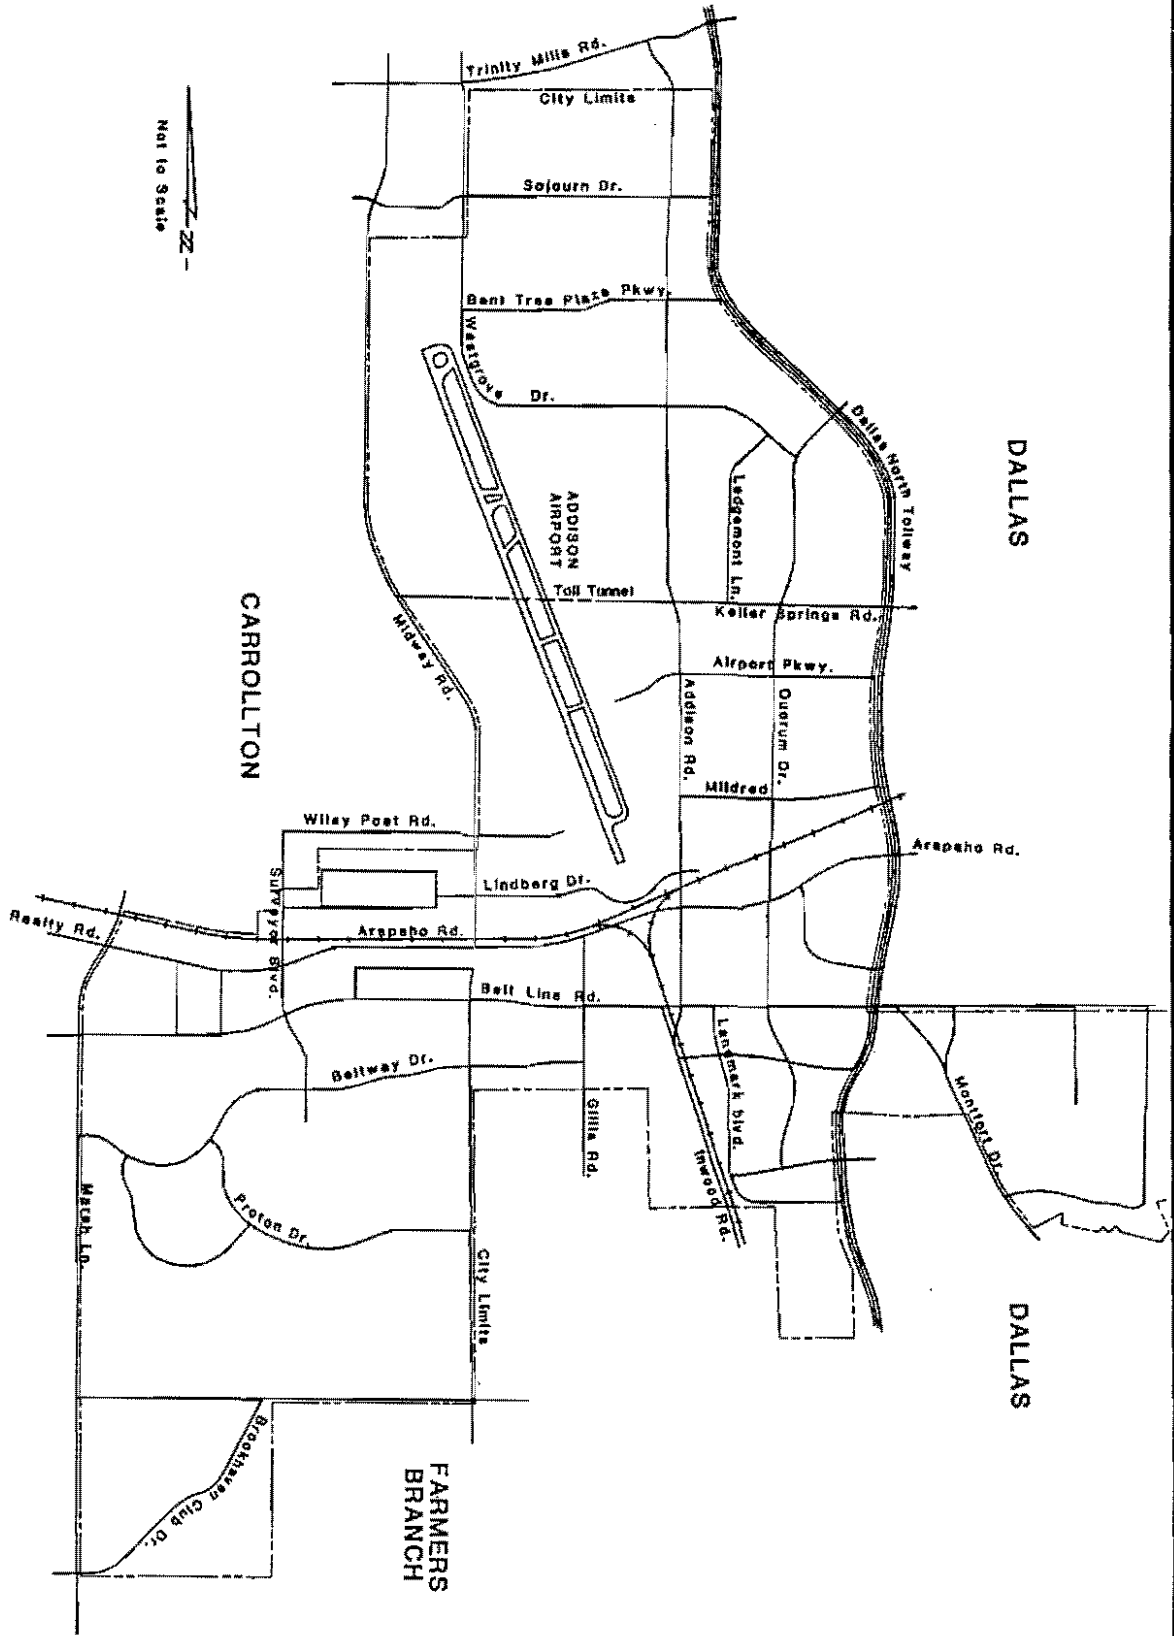 Trinity Mills Rd.
City Limits
Not to Scale
N
Sojourn Dr.
Bent Tree Plaza Pkwy.
Westgrove Dr.
Dallas North Tollway
DALLAS
Ledgemont Ln.
ADDISON
AIRPORT
Toll Tunnel
Keller Springs Rd.
Midway Rd.
CARROLLTON
Airport Pkwy.
Addison Rd.
Quorum Dr.
Mildred
Wiley Post Rd.
Arapaho Rd.
Surveyor Blvd.
Lindberg Dr.
Realty Rd.
Arapaho Rd.
Belt Line Rd.
Landmark blvd.
Beltway Dr.
Gillis Rd.
Montfort Dr.
Inwood Rd.
Marsh Ln.
Proton Dr.
City Limits
DALLAS
Brookhaven Club Dr.
FARMERS
BRANCH